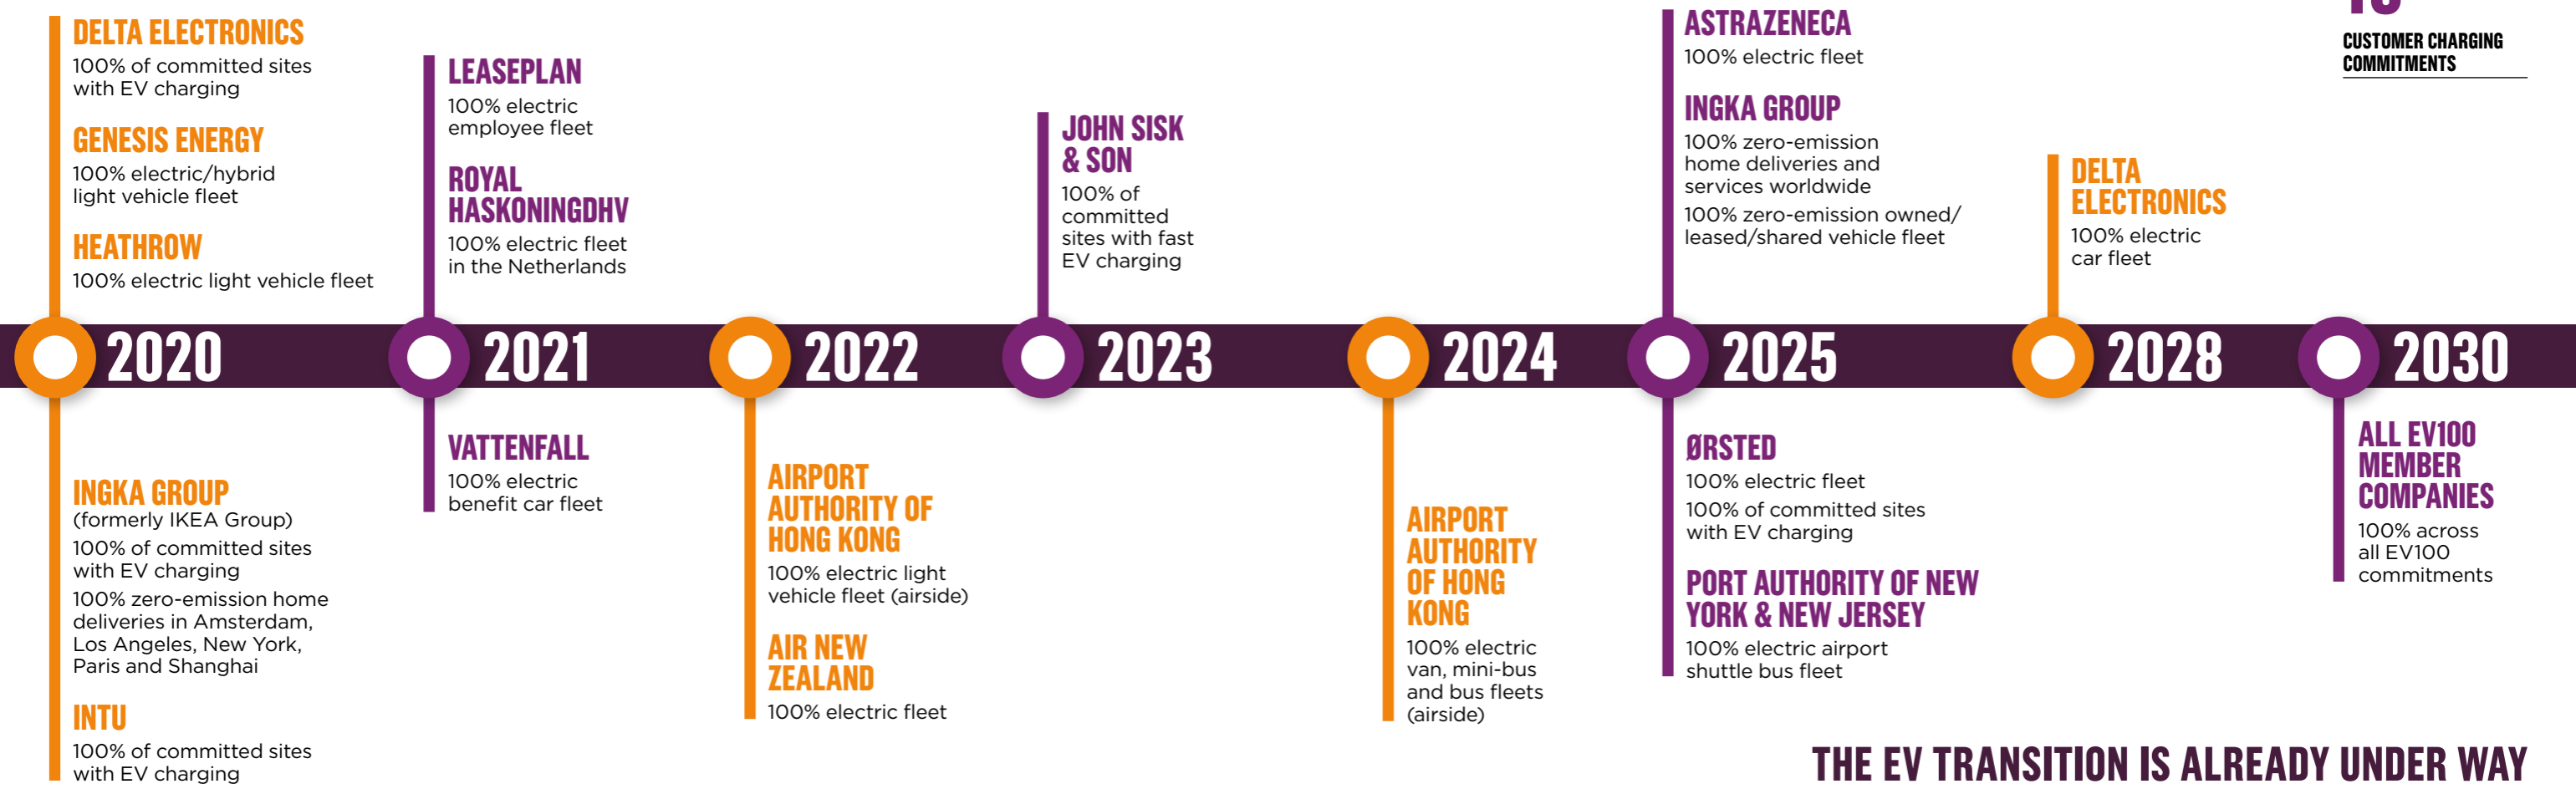 DELTA ELECTRONICS
100% of committed sites
with EV charging
GENESIS ENERGY
100% electric/hybrid
light vehicle fleet
HEATHROW
100% electric light vehicle fleet
2020
INGKA GROUP
(formerly IKEA Group)
100% of committed sites
with EV charging
100% zero-emission home
deliveries in Amsterdam,
Los Angeles, New York,
Paris and Shanghai
INTU
100% of committed sites
with EV charging
LEASEPLAN
100% electric
employee fleet
ROYAL
HASKONINGDHV
100% electric fleet
in the Netherlands
2021
VATTENFALL
100% electric
benefit car fleet
2022
AIRPORT
AUTHORITY OF
HONG KONG
100% electric light
vehicle fleet (airside)
AIR NEW
ZEALAND
100% electric fleet
JOHN SISK
& SON
100% of
committed
sites with fast
EV charging
2023
2024
AIRPORT
AUTHORITY
OF HONG
KONG
100% electric
van, mini-bus
and bus fleets
(airside)
ASTRAZENECA
100% electric fleet
INGKA GROUP
100% zero-emission
home deliveries and
services worldwide
100% zero-emission owned/
leased/shared vehicle fleet
2025
ØRSTED
100% electric fleet
100% of committed sites
with EV charging
PORT AUTHORITY OF NEW
YORK & NEW JERSEY
100% electric airport
shuttle bus fleet
DELTA
ELECTRONICS
100% electric
car fleet
2028
CUSTOMER CHARGING
COMMITMENTS
2030
ALL EV100
MEMBER
COMPANIES
100% across
all EV100
commitments
THE EV TRANSITION IS ALREADY UNDER WAY